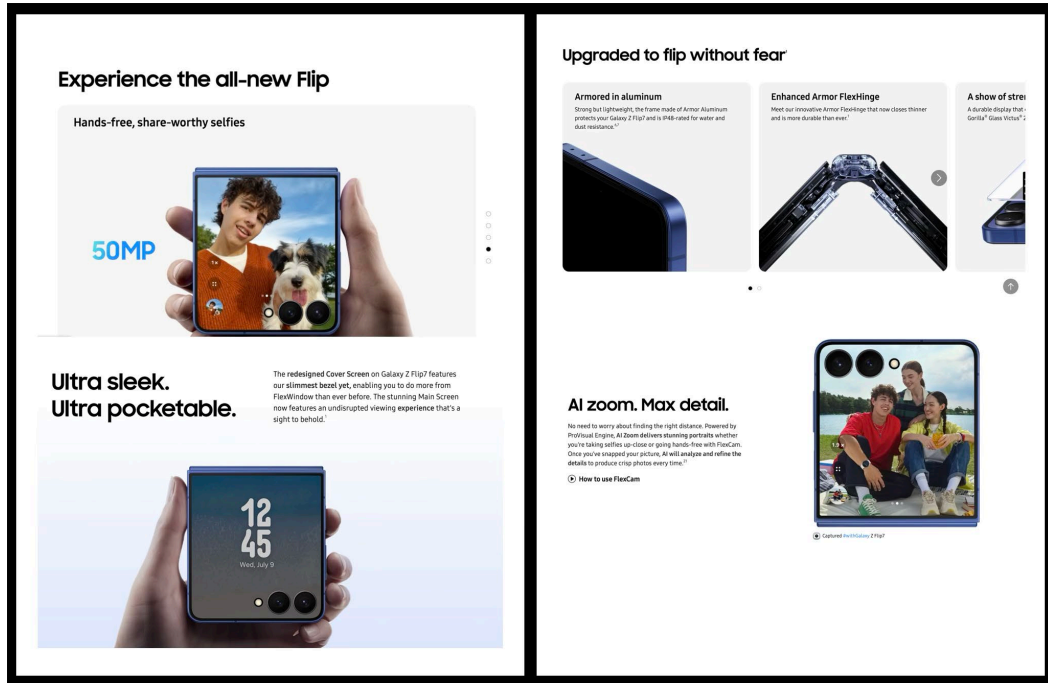 Experience the all-new Flip
Hands-free, share-worthy selfies
50MP
1×
Ultra sleek.
Ultra pocketable.
The redesigned Cover Screen on Galaxy Z Flip7 features
our slimmest bezel yet, enabling you to do more from
FlexWindow than ever before. The stunning Main Screen
now features an undisrupted viewing experience that's a
sight to behold.¹
12
45
Wed, July 9
Upgraded to flip without fear
Armored in aluminum
Strong but lightweight, the frame made of Armor Aluminum
protects your Galaxy Z Flip7 and is IP48-rated for water and
dust resistance.
Enhanced Armor FlexHinge
Meet our innovative Armor FlexHinge that now closes thinner
and is more durable than ever.¹
A show of stre
A durable display that
Gorilla® Glass Victus® 2
AI zoom. Max detail.
No need to worry about finding the right distance. Powered by
ProVisual Engine, AI Zoom delivers stunning portraits whether
you're taking selfies up-close or going hands-free with FlexCam.
Once you've snapped your picture, AI will analyze and refine the
details to produce crisp photos every time.
How to use FlexCam
1.9 ×
Captured #withGalaxy Z Flip7